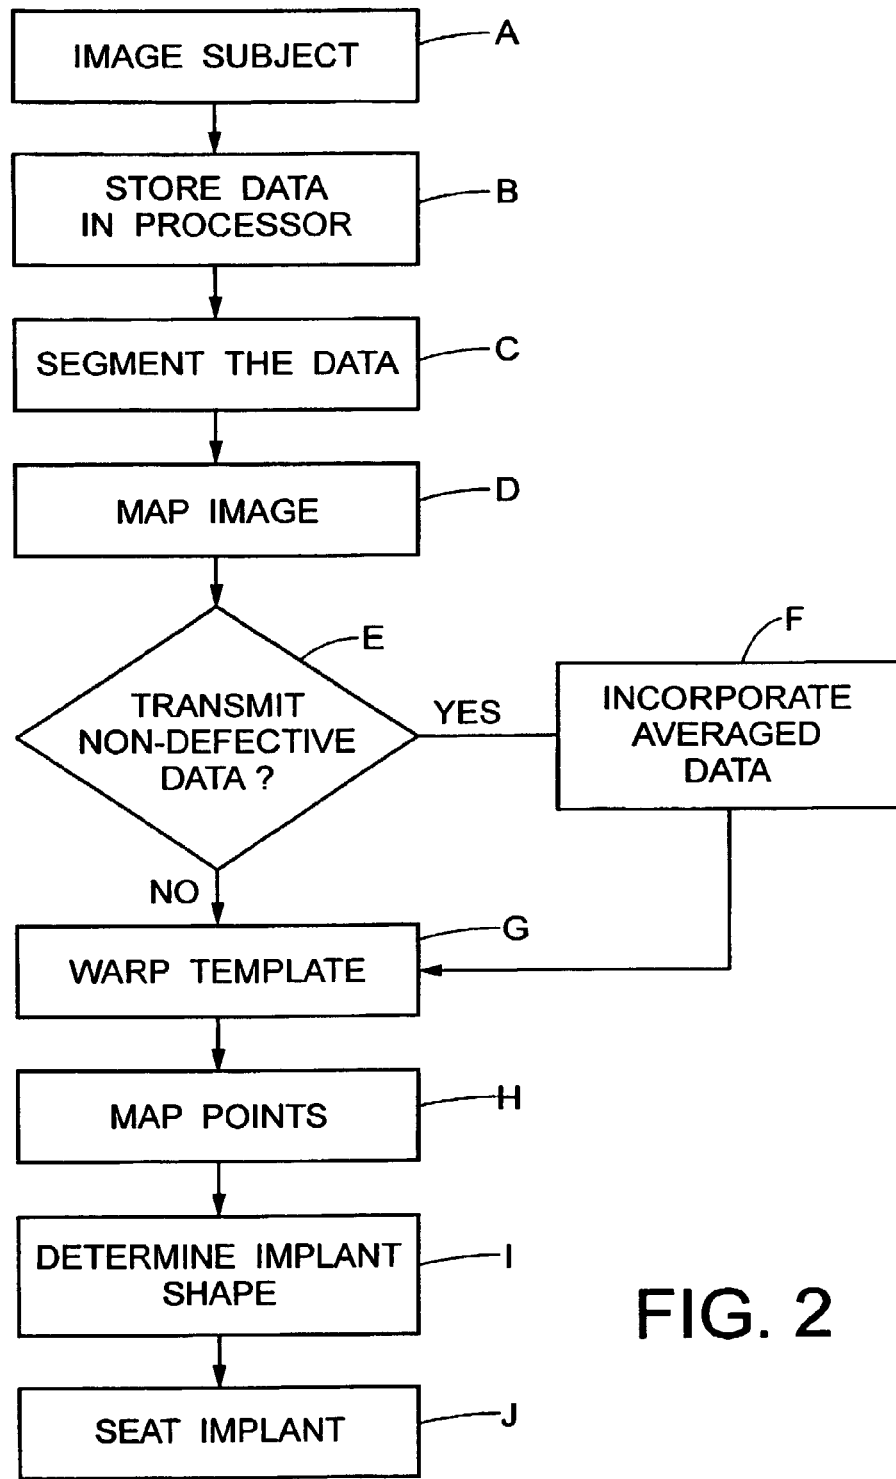 IMAGE SUBJECT
A
STORE DATA
IN PROCESSOR
B
SEGMENT THE DATA
C
MAP IMAGE
D
TRANSMIT
NON-DEFECTIVE
DATA ?
E
YES
INCORPORATE
AVERAGED
DATA
F
NO
WARP TEMPLATE
G
MAP POINTS
H
DETERMINE IMPLANT
SHAPE
I
SEAT IMPLANT
J
FIG. 2